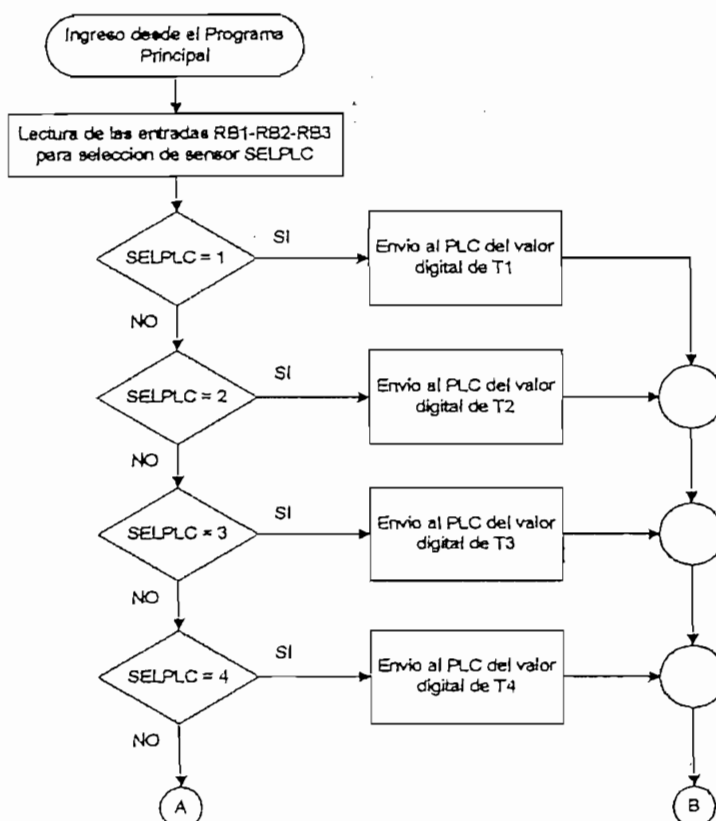 Ingreso desde el Programa
Principal
Lectura de las entradas RB1-RB2-RB3
para seleccion de sensor SELPLC
SELPLC = 1
SI
Envio al PLC del valor
digital de T1
NO
SELPLC = 2
SI
Envio al PLC del valor
digital de T2
NO
SELPLC = 3
SI
Envio al PLC del valor
digital de T3
NO
SELPLC = 4
SI
Envio al PLC del valor
digital de T4
NO
A
B